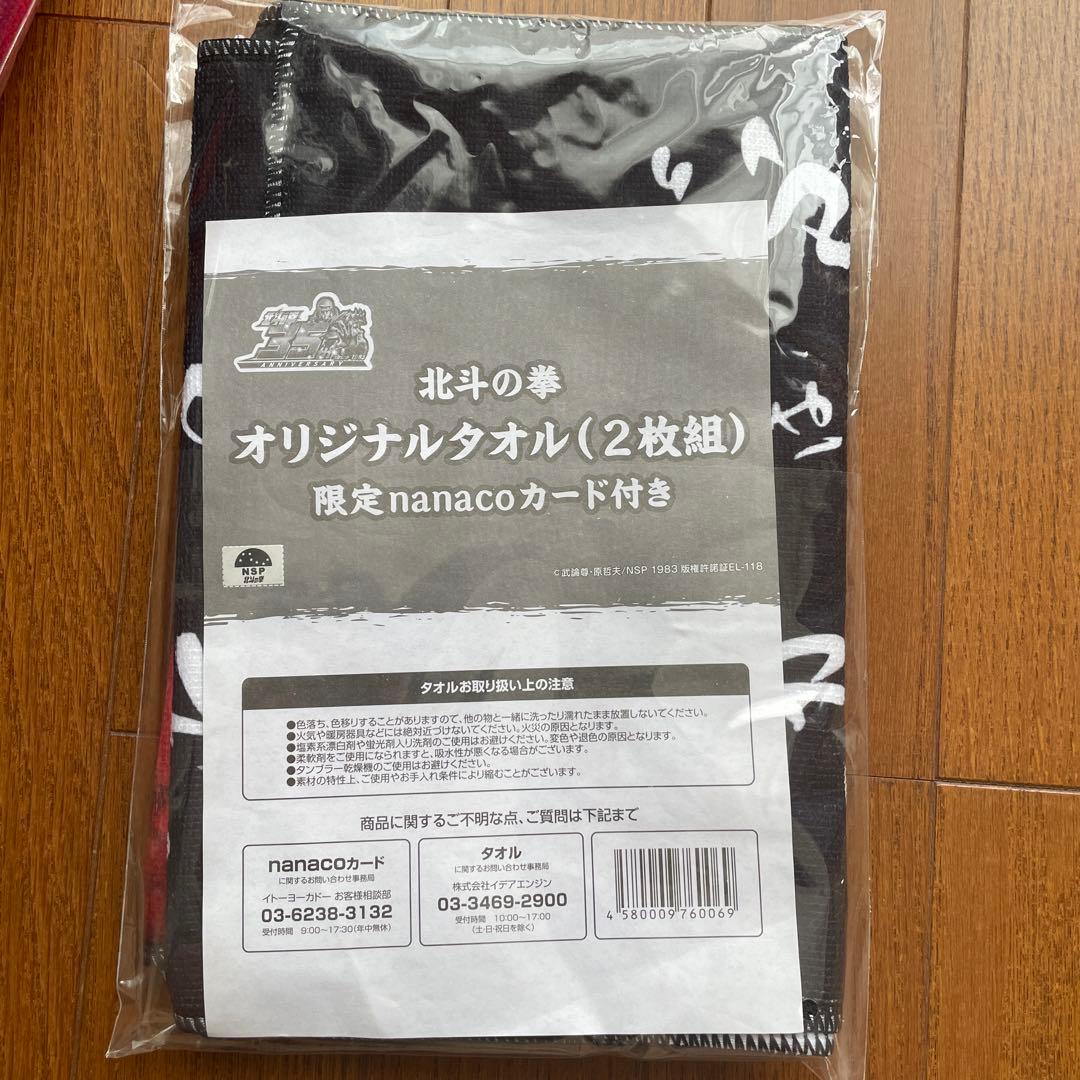 北斗の拳
35
ANNIVERSARY
北斗の拳
オリジナルタオル(2枚組)
限定nanacoカード付き
NSP
北斗の拳
©武論尊・原哲夫/NSP 1983 版権許諾証EL-118
タオルお取り扱い上の注意
●色落ち、色移りすることがありますので、他の物と一緒に洗ったり濡れたまま放置しないでください。
●火気や暖房器具などには絶対近づけないでください。火災の原因となります。
●塩素系漂白剤や蛍光剤入り洗剤のご使用はお避けください。変色や退色の原因となります。
●柔軟剤をご使用になられますと、吸水性が悪くなる場合がございます。
●タンブラー乾燥機のご使用はお避けください。
●素材の特性上、ご使用やお手入れ条件により縮むことがございます。
商品に関するご不明な点、ご質問は下記まで
nanacoカード
に関するお問い合わせ事務局
イトーヨーカドー お客様相談部
03-6238-3132
受付時間 9:00~17:30(年中無休)
タオル
に関するお問い合わせ事務局
株式会社イデアエンジン
03-3469-2900
受付時間 10:00~17:00
(土・日・祝日を除く)
4 580009 760069